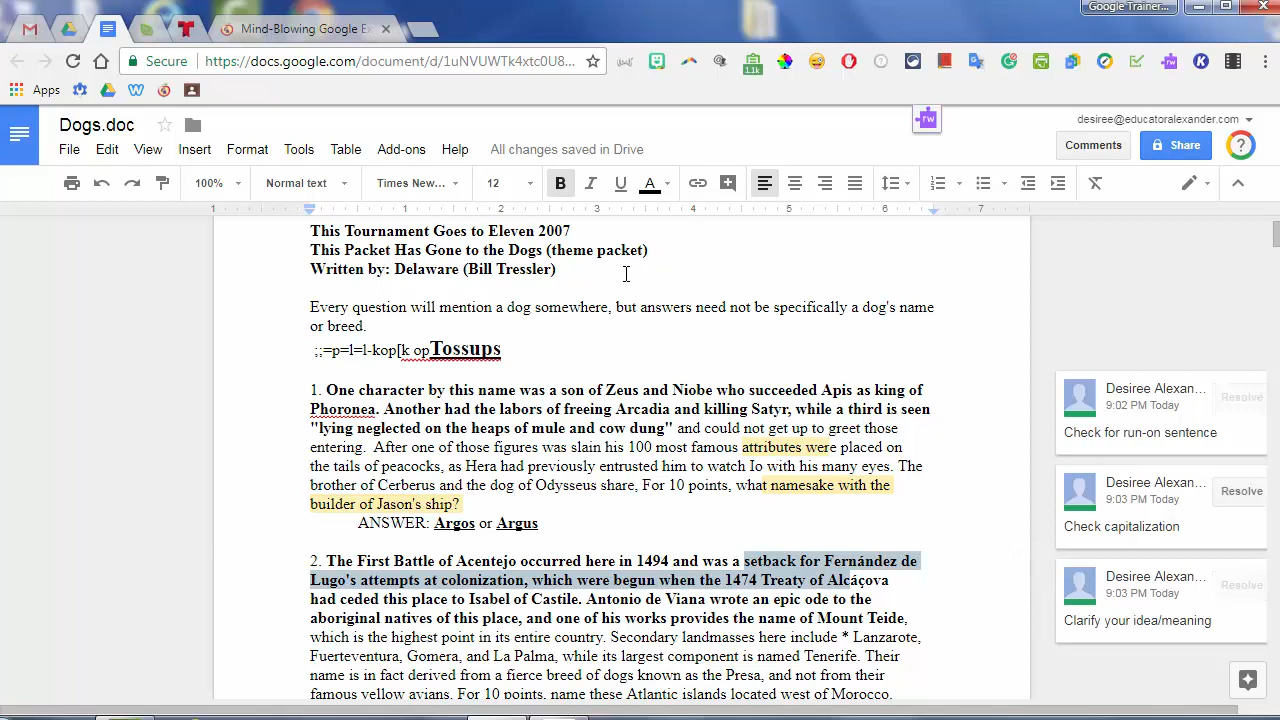 Google Trainer...
Mind-Blowing Google Ex
Secure https://docs.google.com/document/d/1uNVUWTk4xtc0U8...
1.1k
Apps
Dogs.doc
rw
desiree@educatoralexander.com
File Edit View Insert Format Tools Table Add-ons Help All changes saved in Drive
Comments Share
100% Normal text Times New... 12 B I U A
1 1 2 3 4 5 6 7
This Tournament Goes to Eleven 2007
This Packet Has Gone to the Dogs (theme packet)
Written by: Delaware (Bill Tressler)
Every question will mention a dog somewhere, but answers need not be specifically a dog's name
or breed.
;;=p=l=l-kop[k opTossups
1. One character by this name was a son of Zeus and Niobe who succeeded Apis as king of
Phoronea. Another had the labors of freeing Arcadia and killing Satyr, while a third is seen
"lying neglected on the heaps of mule and cow dung" and could not get up to greet those
entering. After one of those figures was slain his 100 most famous attributes were placed on
the tails of peacocks, as Hera had previously entrusted him to watch Io with his many eyes. The
brother of Cerberus and the dog of Odysseus share, For 10 points, what namesake with the
builder of Jason's ship?
ANSWER: Argos or Argus
2. The First Battle of Acentejo occurred here in 1494 and was a setback for Fernández de
Lugo's attempts at colonization, which were begun when the 1474 Treaty of Alcáçova
had ceded this place to Isabel of Castile. Antonio de Viana wrote an epic ode to the
aboriginal natives of this place, and one of his works provides the name of Mount Teide,
which is the highest point in its entire country. Secondary landmasses here include * Lanzarote,
Fuerteventura, Gomera, and La Palma, while its largest component is named Tenerife. Their
name is in fact derived from a fierce breed of dogs known as the Presa, and not from their
famous yellow avians. For 10 points, name these Atlantic islands located west of Morocco.
Desiree Alexan...
9:02 PM Today
Resolve
Check for run-on sentence
Desiree Alexan...
9:03 PM Today
Resolve
Check capitalization
Desiree Alexan...
9:03 PM Today
Resolve
Clarify your idea/meaning